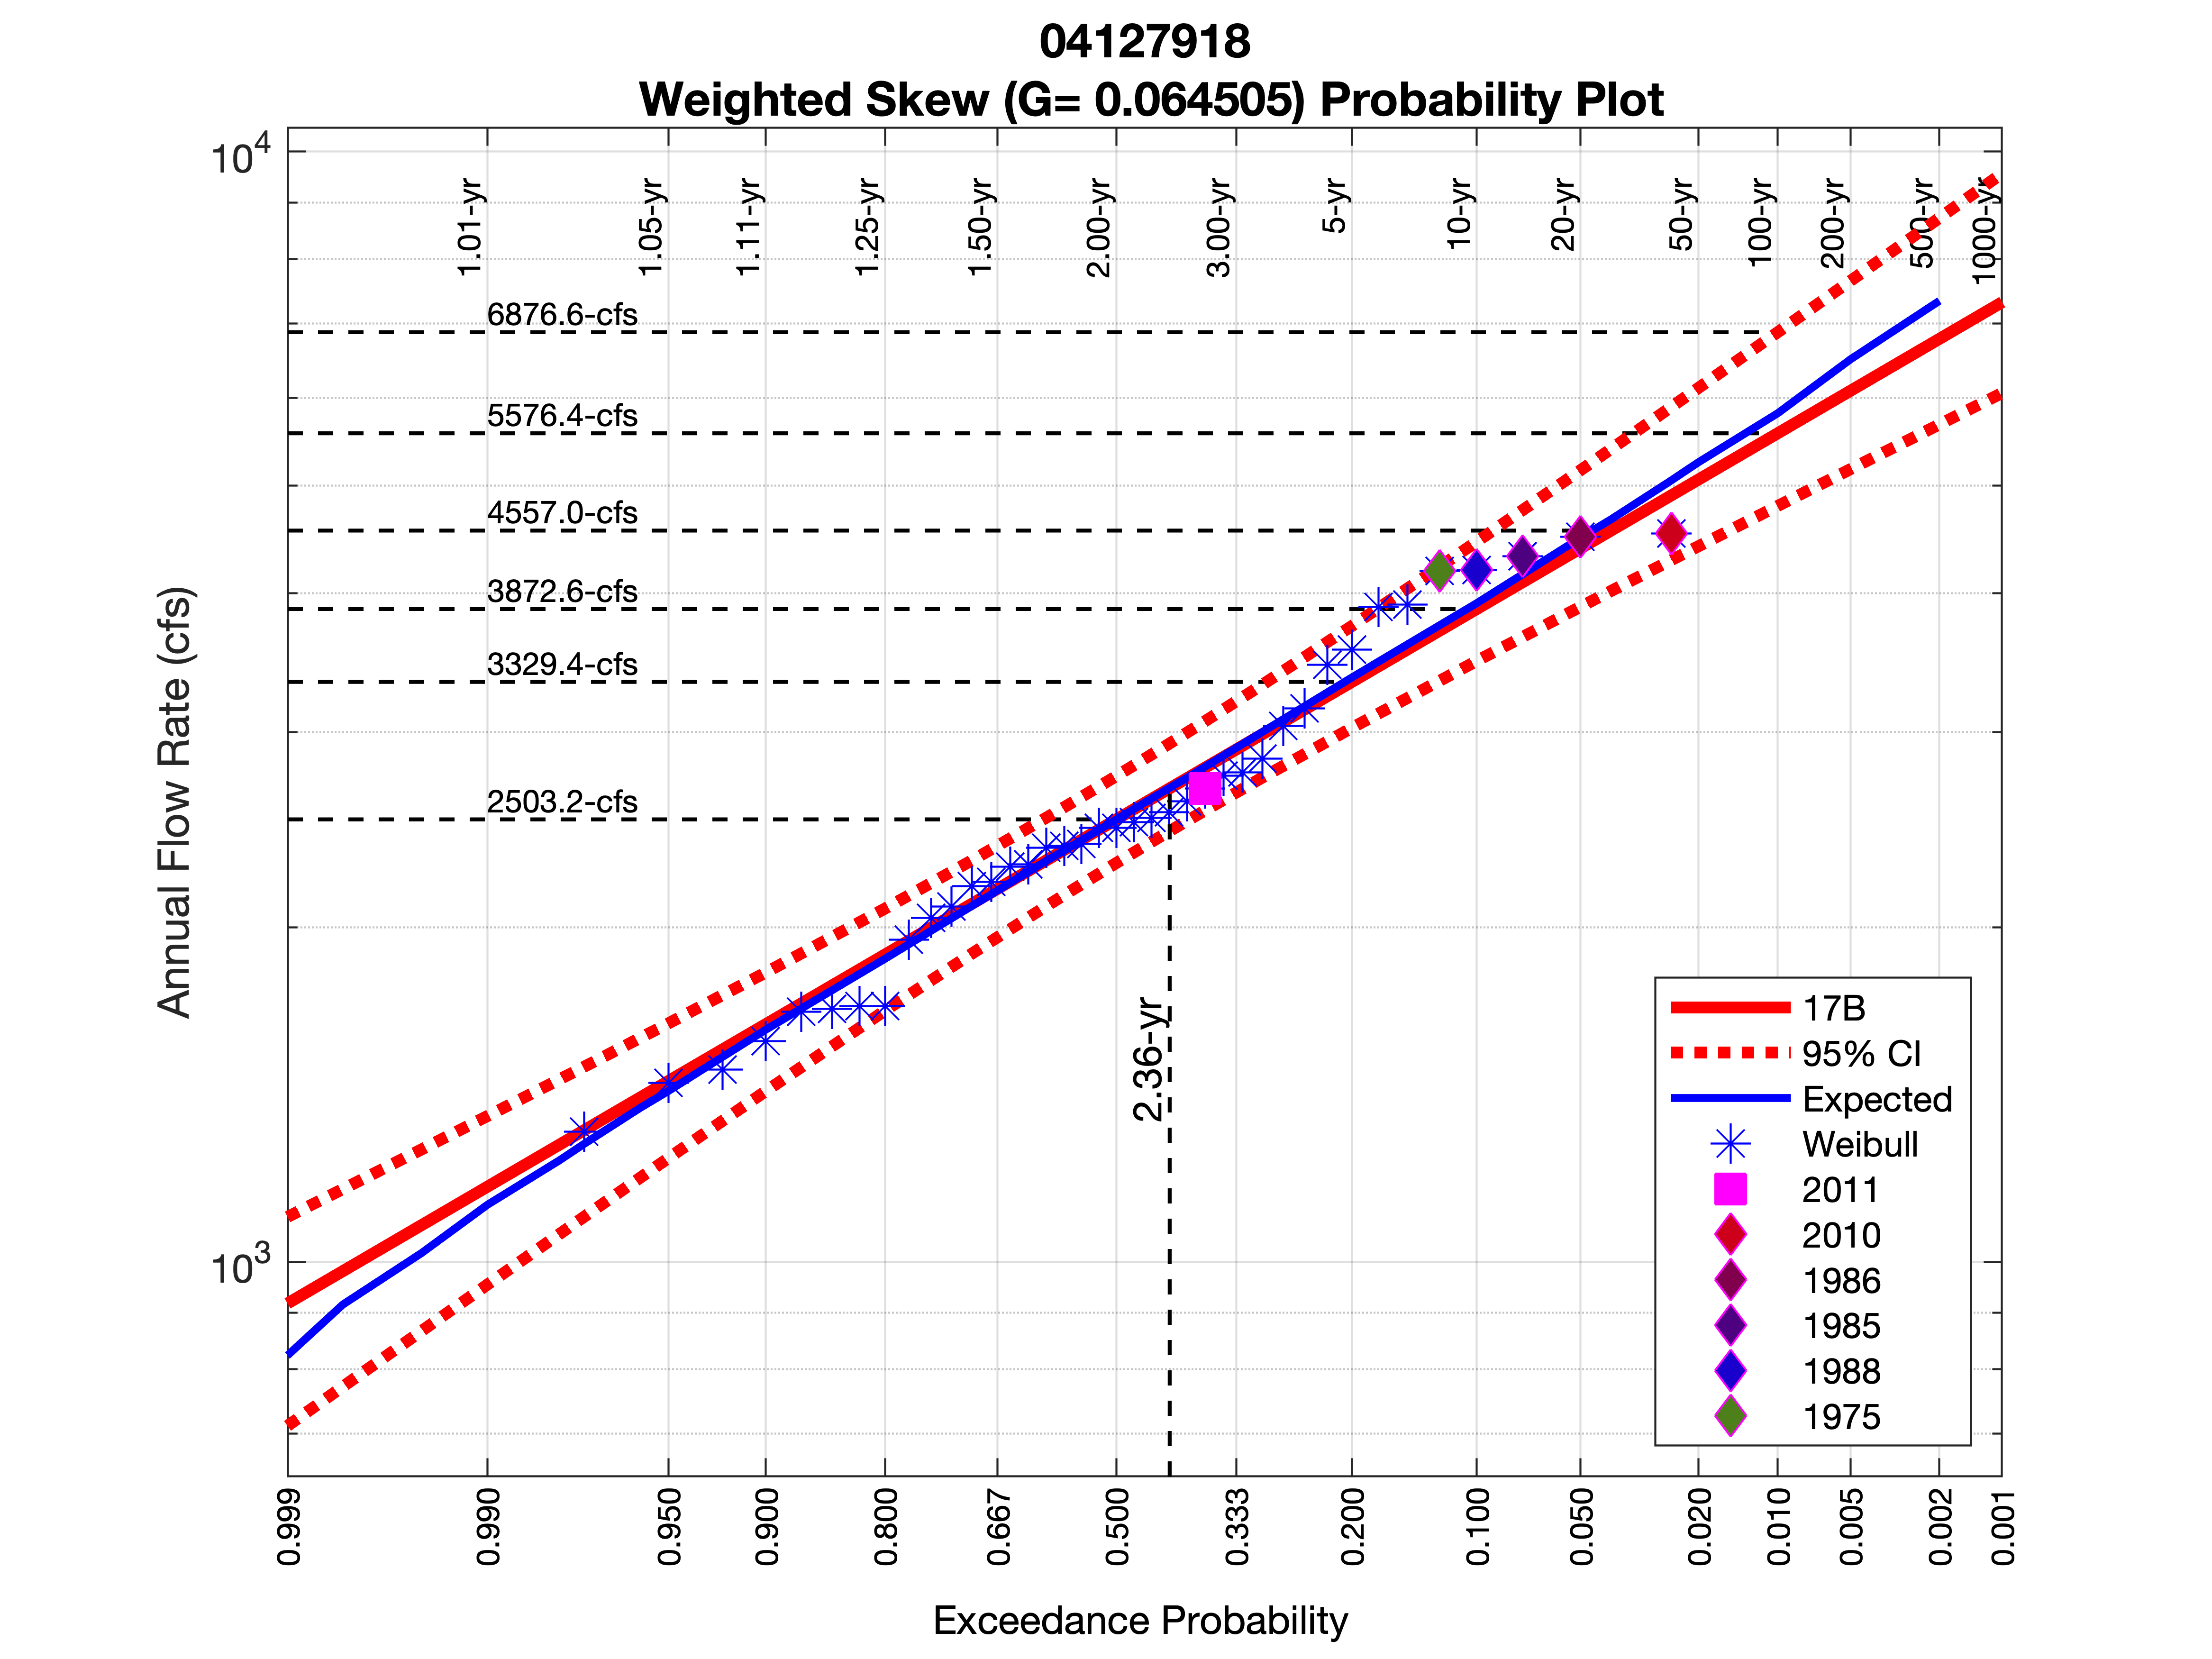 04127918
Weighted Skew (G= 0.064505) Probability Plot
Annual Flow Rate (cfs)
10^4
10^3
1.01-yr
1.05-yr
1.11-yr
1.25-yr
1.50-yr
2.00-yr
3.00-yr
5-yr
10-yr
20-yr
50-yr
100-yr
200-yr
500-yr
1000-yr
6876.6-cfs
5576.4-cfs
4557.0-cfs
3872.6-cfs
3329.4-cfs
2503.2-cfs
2.36-yr
17B
95% CI
Expected
Weibull
2011
2010
1986
1985
1988
1975
0.999
0.990
0.950
0.900
0.800
0.667
0.500
0.333
0.200
0.100
0.050
0.020
0.010
0.005
0.002
0.001
Exceedance Probability